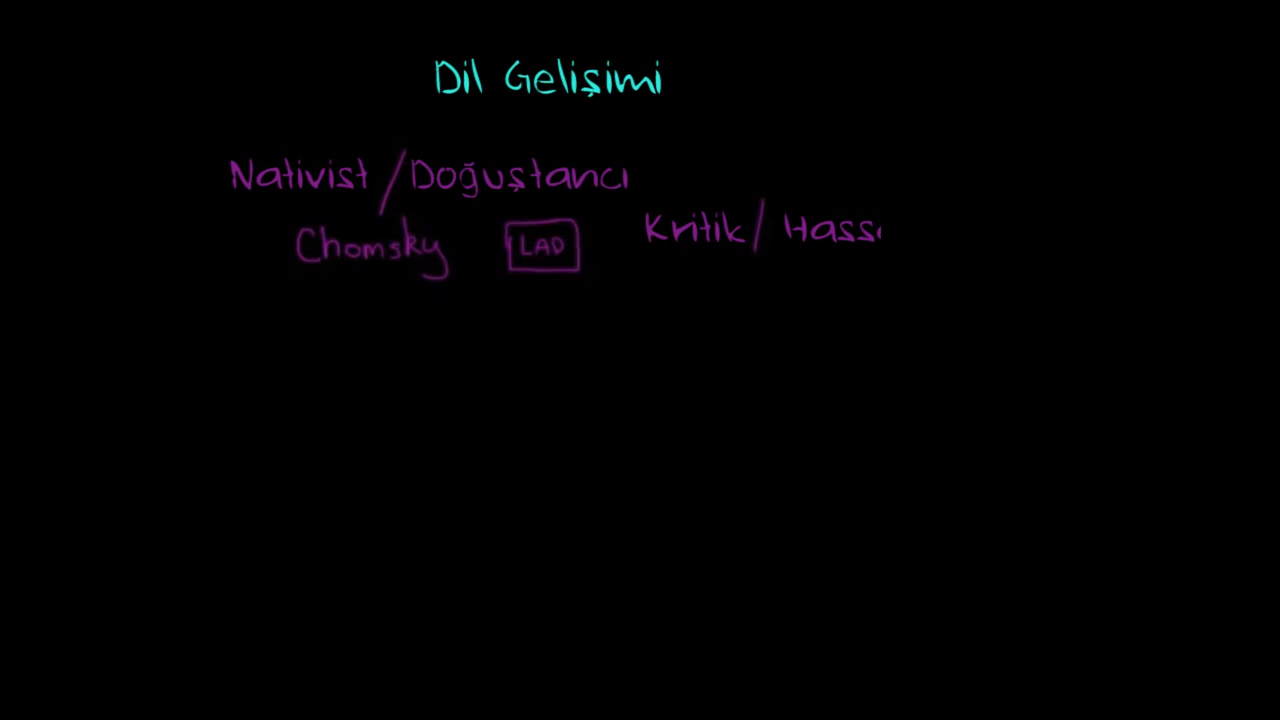 Dil Gelişimi
Nativist / Doğuştancı
Chomsky LAD Kritik / Hass